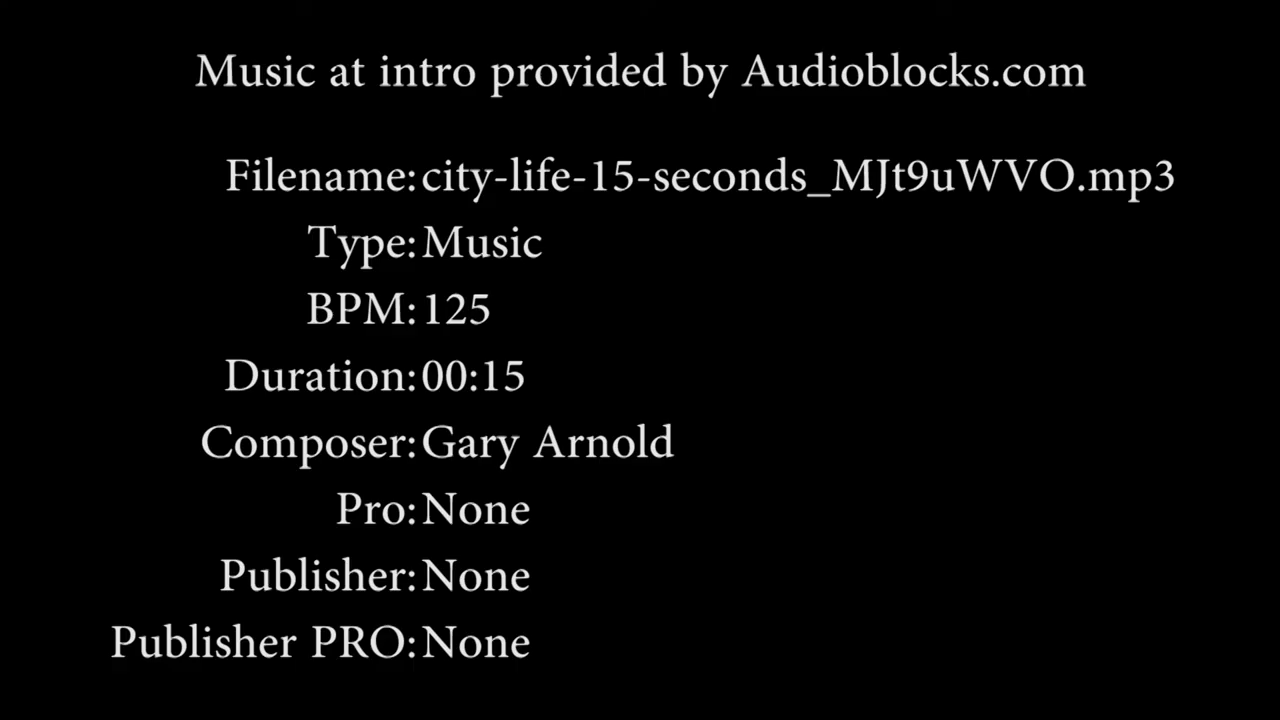 Music at intro provided by Audioblocks.com
Filename: city-life-15-seconds_MJt9uWVO.mp3
Type: Music
BPM: 125
Duration: 00:15
Composer: Gary Arnold
Pro: None
Publisher: None
Publisher PRO: None